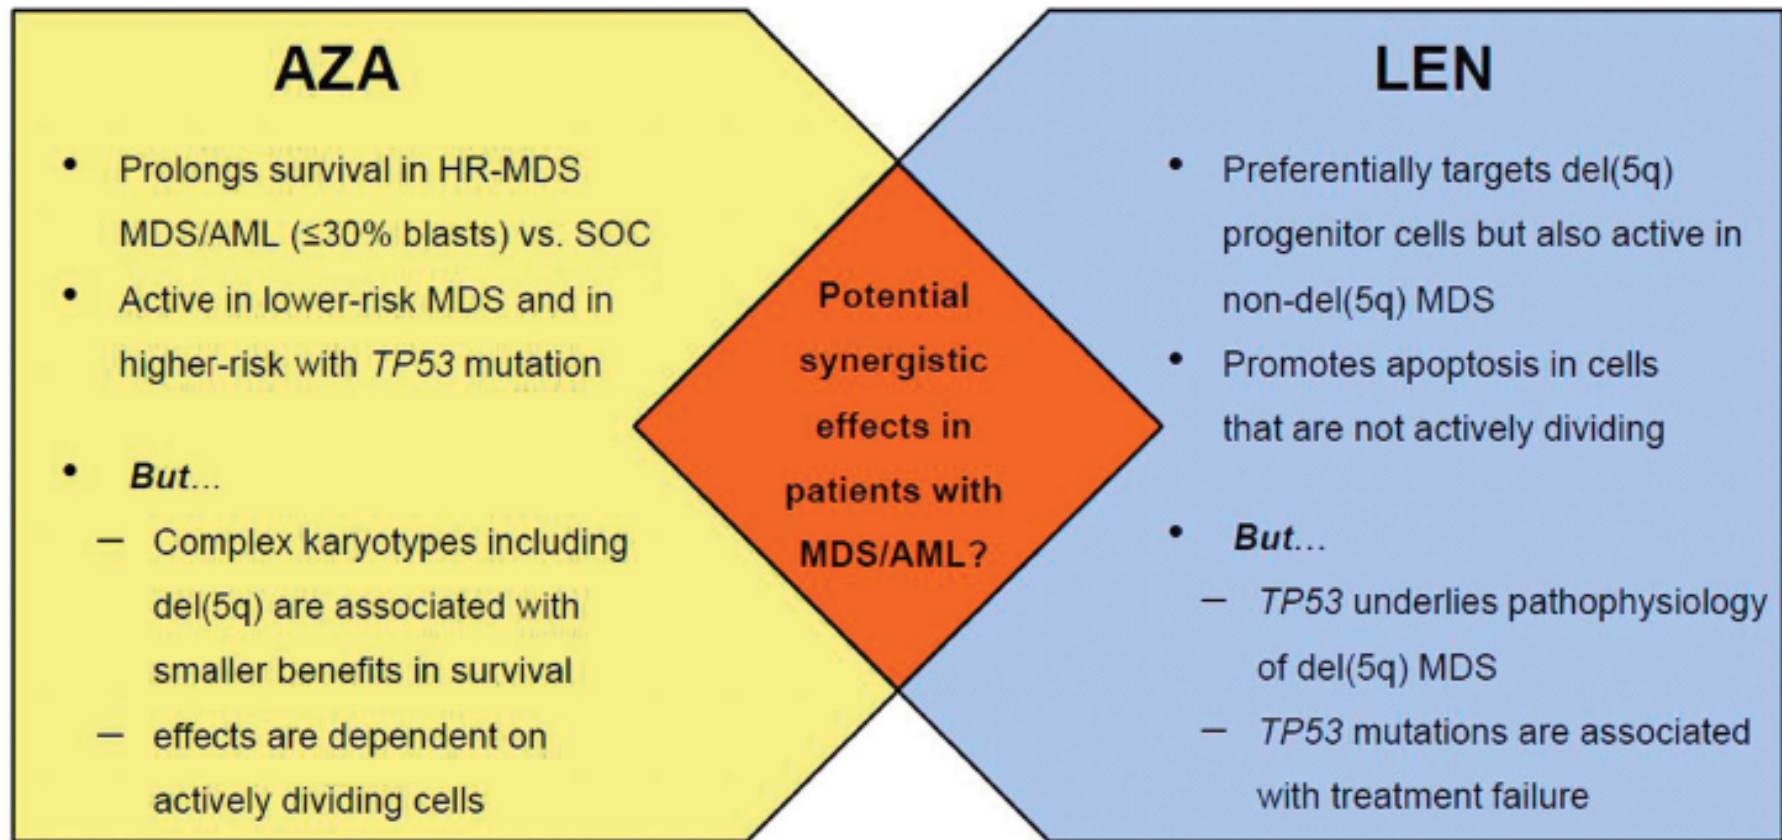 AZA
• Prolongs survival in HR-MDS
MDS/AML (≤30% blasts) vs. SOC
• Active in lower-risk MDS and in
higher-risk with TP53 mutation
• But...
– Complex karyotypes including
del(5q) are associated with
smaller benefits in survival
– effects are dependent on
actively dividing cells
Potential
synergistic
effects in
patients with
MDS/AML?
LEN
• Preferentially targets del(5q)
progenitor cells but also active in
non-del(5q) MDS
• Promotes apoptosis in cells
that are not actively dividing
• But...
– TP53 underlies pathophysiology
of del(5q) MDS
– TP53 mutations are associated
with treatment failure